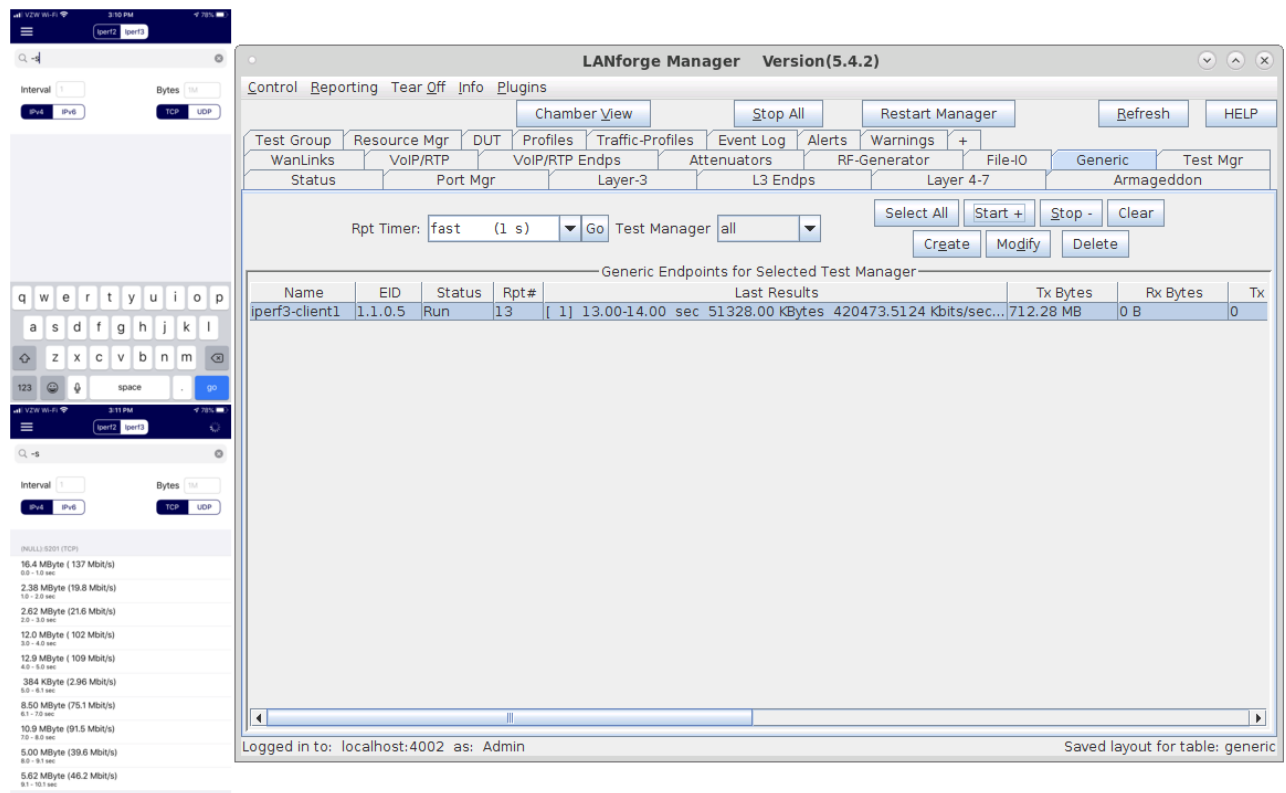 VZW Wi-Fi 3:10 PM 78%
Iperf2 Iperf3
-s
Interval 1 Bytes 1M
IPv4 IPv6 TCP UDP
q w e r t y u i o p
a s d f g h j k l
z x c v b n m
123 space . go
VZW Wi-Fi 3:11 PM 78%
Iperf2 Iperf3
-s
Interval 1 Bytes 1M
IPv4 IPv6 TCP UDP
(NULL):5201 (TCP)
16.4 MByte ( 137 Mbit/s)
0.0 - 1.0 sec
2.38 MByte (19.8 Mbit/s)
1.0 - 2.0 sec
2.62 MByte (21.6 Mbit/s)
2.0 - 3.0 sec
12.0 MByte ( 102 Mbit/s)
3.0 - 4.0 sec
12.9 MByte ( 109 Mbit/s)
4.0 - 5.0 sec
384 KByte (2.96 Mbit/s)
5.0 - 6.1 sec
8.50 MByte (75.1 Mbit/s)
6.1 - 7.0 sec
10.9 MByte (91.5 Mbit/s)
7.0 - 8.0 sec
5.00 MByte (39.6 Mbit/s)
8.0 - 9.1 sec
5.62 MByte (46.2 Mbit/s)
9.1 - 10.1 sec
LANforge Manager Version(5.4.2)
Control Reporting Tear Off Info Plugins
Chamber View Stop All Restart Manager Refresh HELP
Test Group Resource Mgr DUT Profiles Traffic-Profiles Event Log Alerts Warnings +
WanLinks VoIP/RTP VoIP/RTP Endps Attenuators RF-Generator File-IO Generic Test Mgr
Status Port Mgr Layer-3 L3 Endps Layer 4-7 Armageddon
Rpt Timer: fast (1 s) Go Test Manager all Select All Start + Stop - Clear
Create Modify Delete
Generic Endpoints for Selected Test Manager
Name EID Status Rpt# Last Results Tx Bytes Rx Bytes Tx
iperf3-client1 1.1.0.5 Run 13 [ 1] 13.00-14.00 sec 51328.00 KBytes 420473.5124 Kbits/sec... 712.28 MB 0 B 0
Logged in to: localhost:4002 as: Admin Saved layout for table: generic